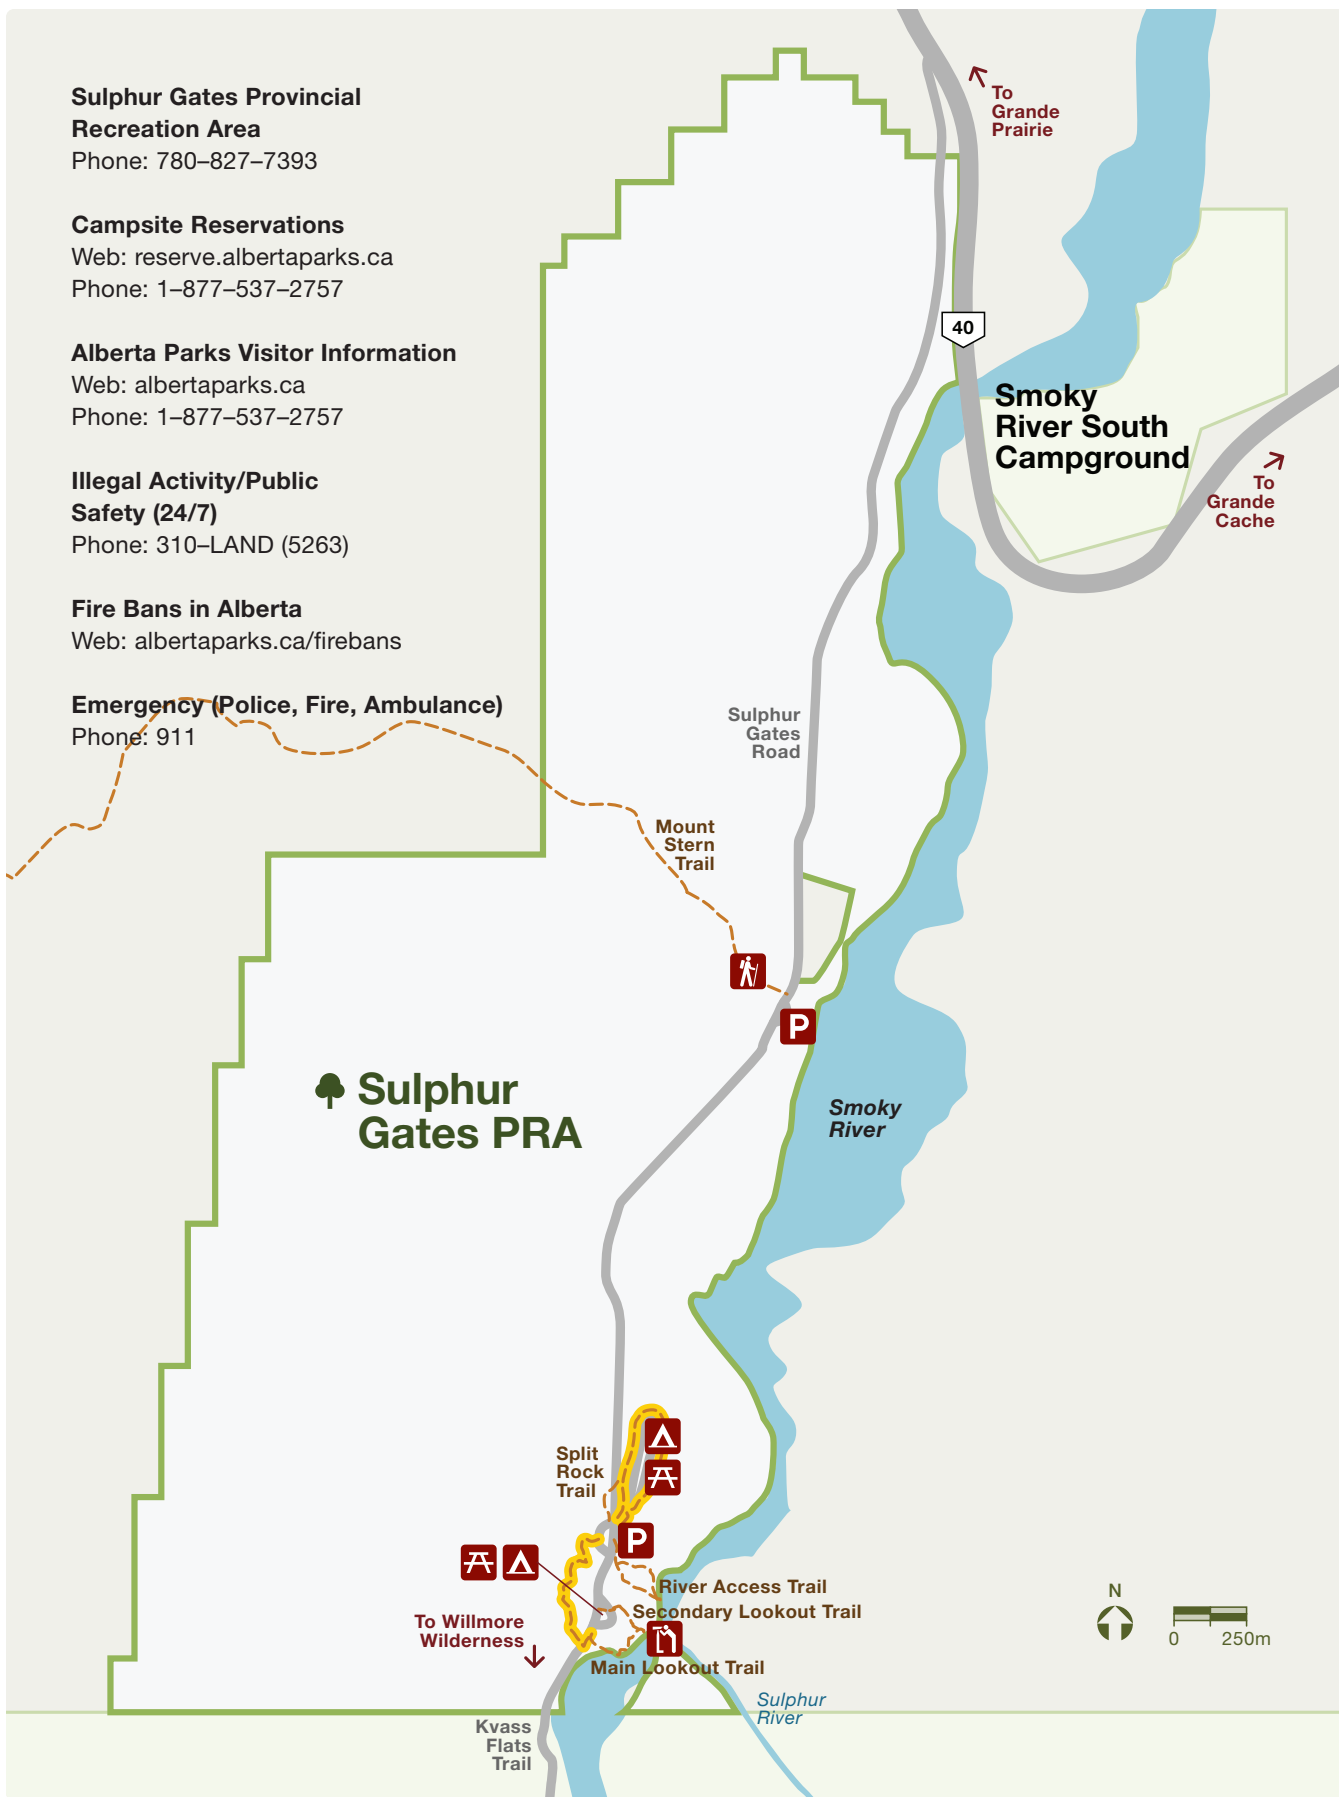 Sulphur Gates Provincial
Recreation Area
Phone: 780–827–7393
Campsite Reservations
Web: reserve.albertaparks.ca
Phone: 1–877–537–2757
Alberta Parks Visitor Information
Web: albertaparks.ca
Phone: 1–877–537–2757
Illegal Activity/Public
Safety (24/7)
Phone: 310–LAND (5263)
Fire Bans in Alberta
Web: albertaparks.ca/firebans
Emergency (Police, Fire, Ambulance)
Phone: 911
To
Grande
Prairie
40
Smoky
River South
Campground
To
Grande
Cache
Sulphur
Gates
Road
Mount
Stern
Trail
P
Sulphur
Gates PRA
Smoky
River
Split
Rock
Trail
P
River Access Trail
Secondary Lookout Trail
To Willmore
Wilderness
Main Lookout Trail
Sulphur
River
Kvass
Flats
Trail
N
0 250m